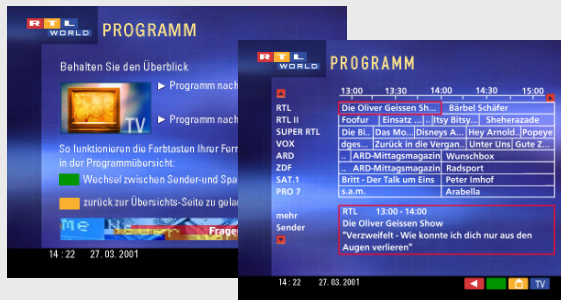 RTL
WORLD
PROGRAMM
Behalten Sie den Überblick
Programm nach
TV
Programm nach
So funktionieren die Farbtasten Ihrer
in der Programmübersicht:
Wechsel zwischen Sender-und
zurück zur Übersichts-Seite zu
14 : 22 27. 03. 2001
RTL
WORLD
PROGRAMM
13:00 13:30 14:00 14:30 15:00
RTL Die Oliver Geissen Sh... Bärbel Schäfer
RTL II Foofur Einsatz ... .. Itsy Bitsy... Sheherazade
SUPER RTL Die Bi.. Das Mo... Disneys A... Hey Arnold.. Popeye
VOX dges... Zurück in die Vergan.. Unter Uns Gute Z...
ARD .. ARD-Mittagsmagazin Wunschbox
ZDF .. ARD-Mittagsmagazin Radsport
SAT.1 Britt - Der Talk um Eins Peter Imhof
PRO 7 s.a.m. Arabella
mehr
Sender
RTL 13:00 - 14:00
Die Oliver Geissen Show
"Verzweifelt - Wie konnte ich dich nur aus den
Augen verlieren"
14 : 22 27. 03. 2001
TV